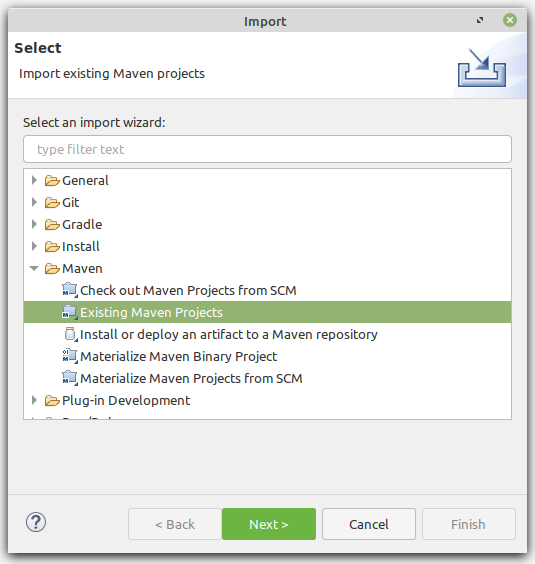 Import
Select
Import existing Maven projects
Select an import wizard:
type filter text
General
Git
Gradle
Install
Maven
Check out Maven Projects from SCM
Existing Maven Projects
Install or deploy an artifact to a Maven repository
Materialize Maven Binary Project
Materialize Maven Projects from SCM
Plug-in Development
< Back
Next >
Cancel
Finish